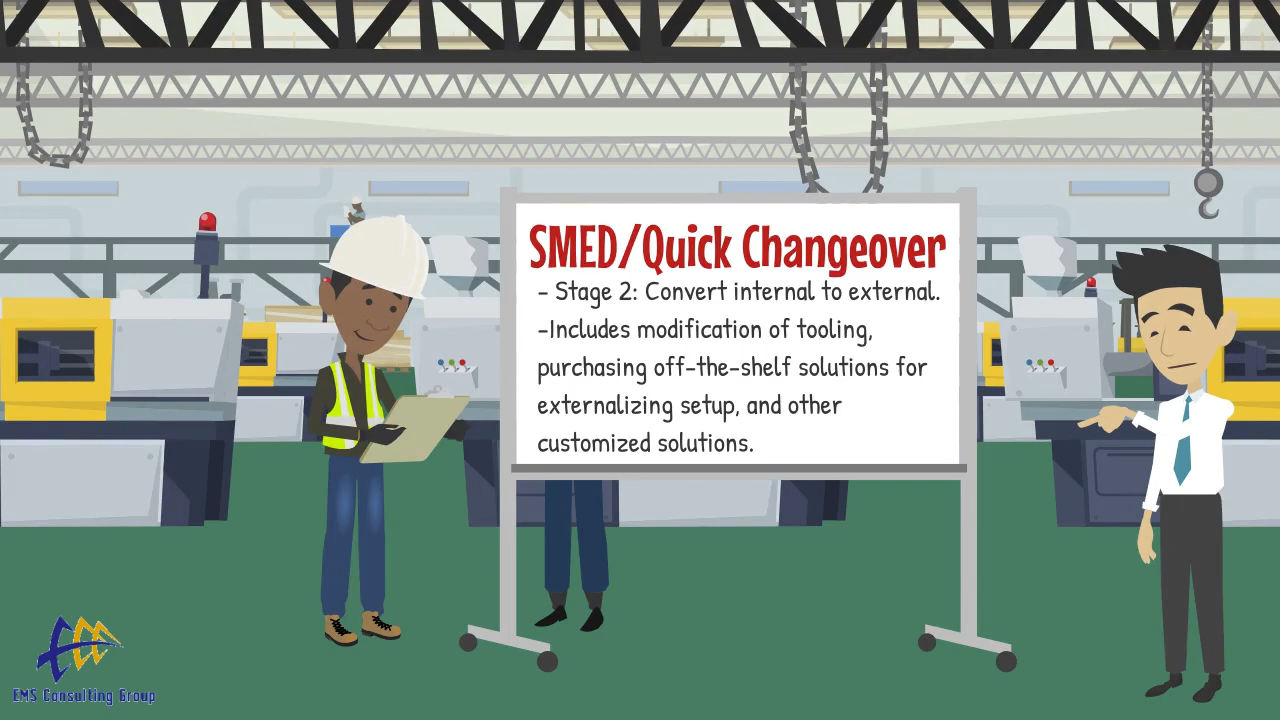 SMED/Quick Changeover
- Stage 2: Convert internal to external.
-Includes modification of tooling,
purchasing off-the-shelf solutions for
externalizing setup, and other
customized solutions.
EMS Consulting Group